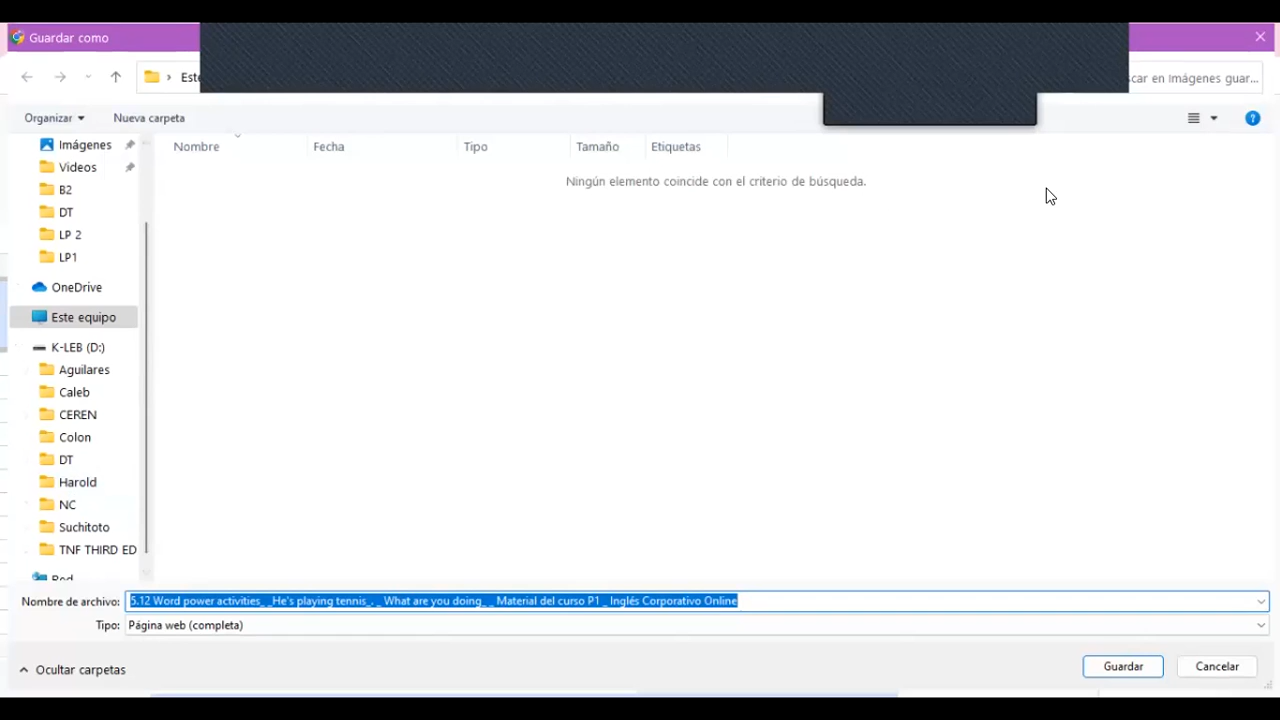 Guardar como
Este
car en Imágenes guar...
Organizar
Nueva carpeta
Imágenes
Videos
B2
DT
LP 2
LP1
OneDrive
Este equipo
K-LEB (D:)
Aguilares
Caleb
CEREN
Colon
DT
Harold
NC
Suchitoto
TNF THIRD ED
Red
Nombre
Fecha
Tipo
Tamaño
Etiquetas
Ningún elemento coincide con el criterio de búsqueda.
Nombre de archivo: 5.12 Word power activities_ _He's playing tennis_. _ What are you doing_ _ Material del curso P1 _ Inglés Corporativo Online
Tipo: Página web (completa)
Ocultar carpetas
Guardar
Cancelar